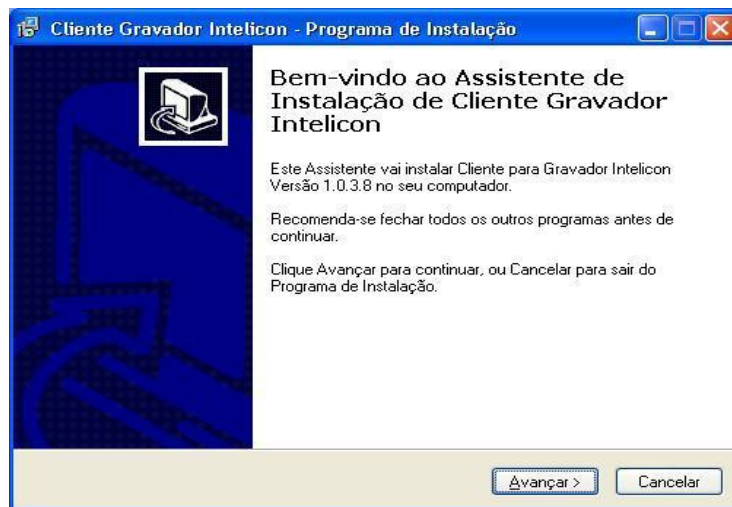 Cliente Gravador Intelicon - Programa de Instalação
Bem-vindo ao Assistente de
Instalação de Cliente Gravador
Intelicon
Este Assistente vai instalar Cliente para Gravador Intelicon
Versão 1.0.3.8 no seu computador.
Recomenda-se fechar todos os outros programas antes de
continuar.
Clique Avançar para continuar, ou Cancelar para sair do
Programa de Instalação.
Avançar >
Cancelar